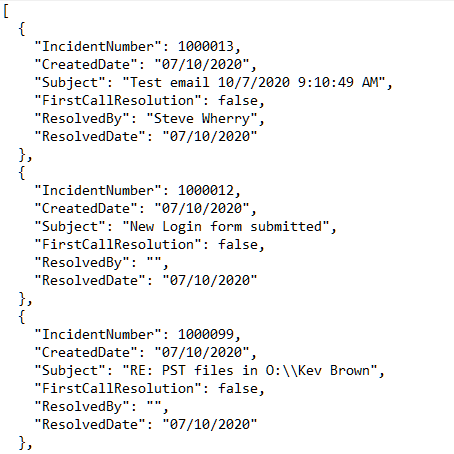 [
{
"IncidentNumber": 1000013,
"CreatedDate": "07/10/2020",
"Subject": "Test email 10/7/2020 9:10:49 AM",
"FirstCallResolution": false,
"ResolvedBy": "Steve Wherry",
"ResolvedDate": "07/10/2020"
},
{
"IncidentNumber": 1000012,
"CreatedDate": "07/10/2020",
"Subject": "New Login form submitted",
"FirstCallResolution": false,
"ResolvedBy": "",
"ResolvedDate": "07/10/2020"
},
{
"IncidentNumber": 1000099,
"CreatedDate": "07/10/2020",
"Subject": "RE: PST files in O:\\Kev Brown",
"FirstCallResolution": false,
"ResolvedBy": "",
"ResolvedDate": "07/10/2020"
},